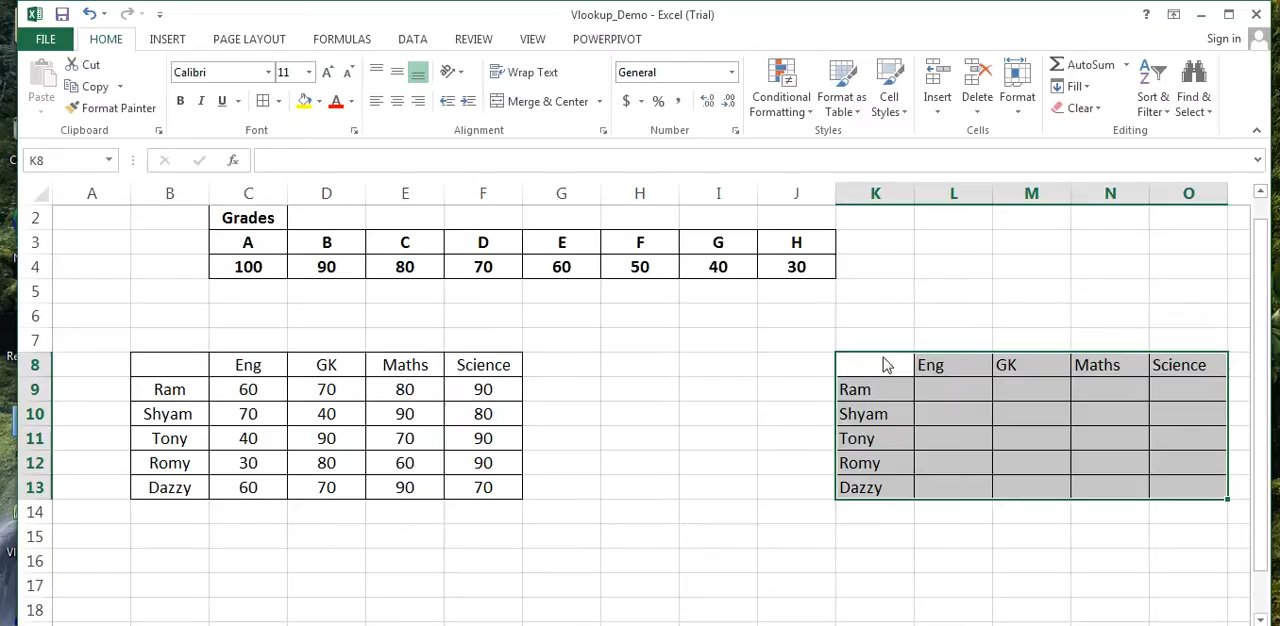 Vlookup_Demo - Excel (Trial)
?
FILE HOME INSERT PAGE LAYOUT FORMULAS DATA REVIEW VIEW POWERPIVOT Sign in
Paste Cut Copy Format Painter
Clipboard
Calibri 11 A A
B I U A
Font
Wrap Text
Merge & Center
Alignment
General
$ % ,
Number
Conditional Formatting Format as Table Cell Styles
Styles
Insert Delete Format
Cells
AutoSum Fill Clear
Sort & Filter Find & Select
Editing
K8 fx
A B C D E F G H I J K L M N O
2 Grades
3 A B C D E F G H
4 100 90 80 70 60 50 40 30
5
6
7
8 Eng GK Maths Science Eng GK Maths Science
9 Ram 60 70 80 90 Ram
10 Shyam 70 40 90 80 Shyam
11 Tony 40 90 70 90 Tony
12 Romy 30 80 60 90 Romy
13 Dazzy 60 70 90 70 Dazzy
14
15
16
17
18